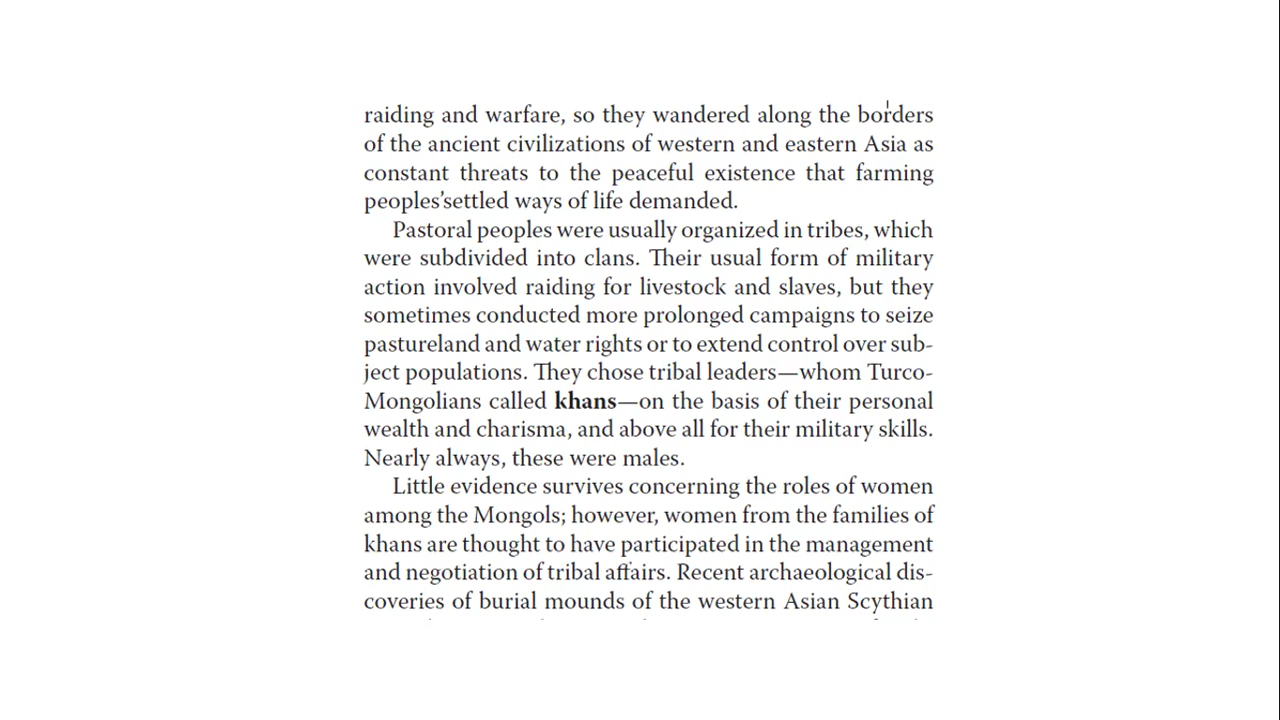 raiding and warfare, so they wandered along the borders
of the ancient civilizations of western and eastern Asia as
constant threats to the peaceful existence that farming
peoples'settled ways of life demanded.
Pastoral peoples were usually organized in tribes, which
were subdivided into clans. Their usual form of military
action involved raiding for livestock and slaves, but they
sometimes conducted more prolonged campaigns to seize
pastureland and water rights or to extend control over sub-
ject populations. They chose tribal leaders—whom Turco-
Mongolians called khans—on the basis of their personal
wealth and charisma, and above all for their military skills.
Nearly always, these were males.
Little evidence survives concerning the roles of women
among the Mongols; however, women from the families of
khans are thought to have participated in the management
and negotiation of tribal affairs. Recent archaeological dis-
coveries of burial mounds of the western Asian Scythian